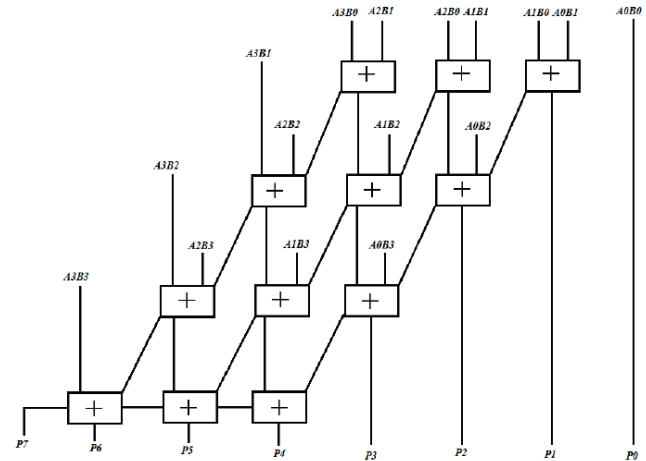 A3B0 A2B1 A2B0 A1B1 A1B0 A0B1 A0B0
A3B1
A2B2 A1B2 A0B2
A3B2
A2B3 A1B3 A0B3
A3B3
+ + +
+ + +
+ + +
+ + +
P7 P6 P5 P4 P3 P2 P1 P0